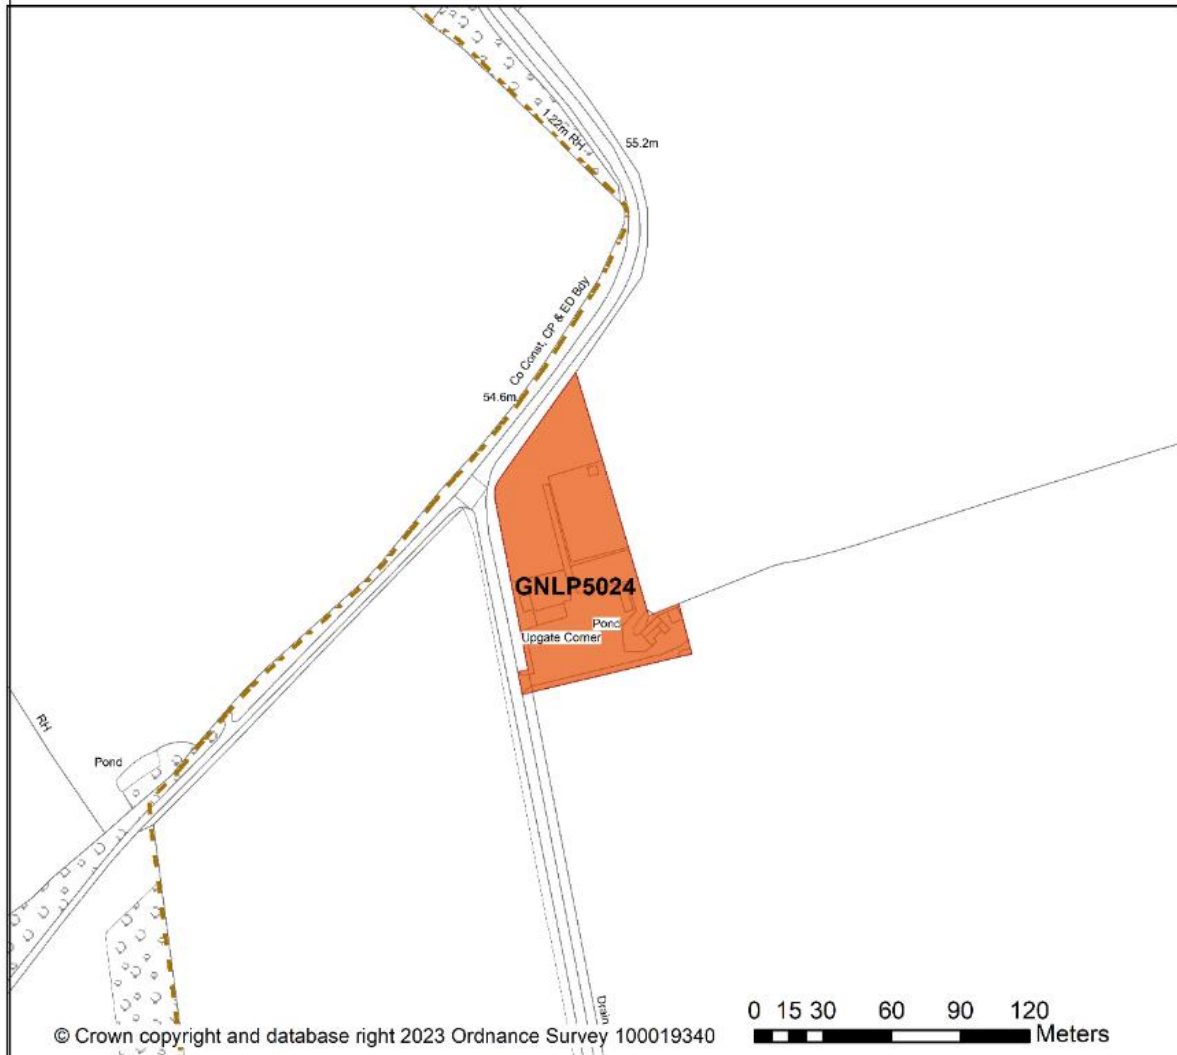 1.22m RH
55.2m
Co Const, CP & ED Bdy
54.6m
GNLP5024
Pond
Upgate Corner
RH
Pond
Drain
0 15 30 60 90 120
Meters
© Crown copyright and database right 2023 Ordnance Survey 100019340